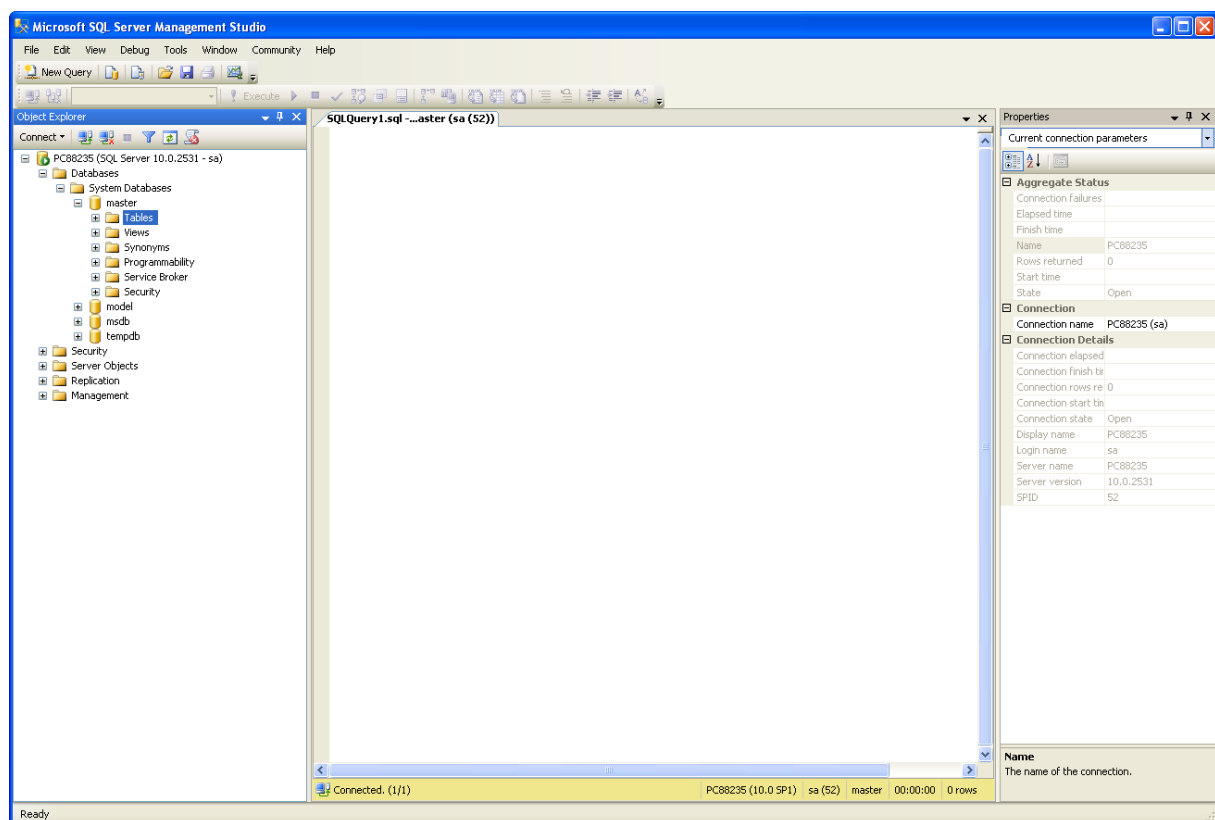 Microsoft SQL Server Management Studio
File Edit View Debug Tools Window Community Help
New Query
Execute
Object Explorer
Connect
PC88235 (SQL Server 10.0.2531 - sa)
Databases
System Databases
master
Tables
Views
Synonyms
Programmability
Service Broker
Security
model
msdb
tempdb
Security
Server Objects
Replication
Management
SQLQuery1.sql -...aster (sa (52))
Connected. (1/1) PC88235 (10.0 SP1) sa (52) master 00:00:00 0 rows
Properties
Current connection parameters
Aggregate Status
Connection failures
Elapsed time
Finish time
Name PC88235
Rows returned 0
Start time
State Open
Connection
Connection name PC88235 (sa)
Connection Details
Connection elapsed
Connection finish tir
Connection rows re 0
Connection start tin
Connection state Open
Display name PC88235
Login name sa
Server name PC88235
Server version 10.0.2531
SPID 52
Name
The name of the connection.
Ready